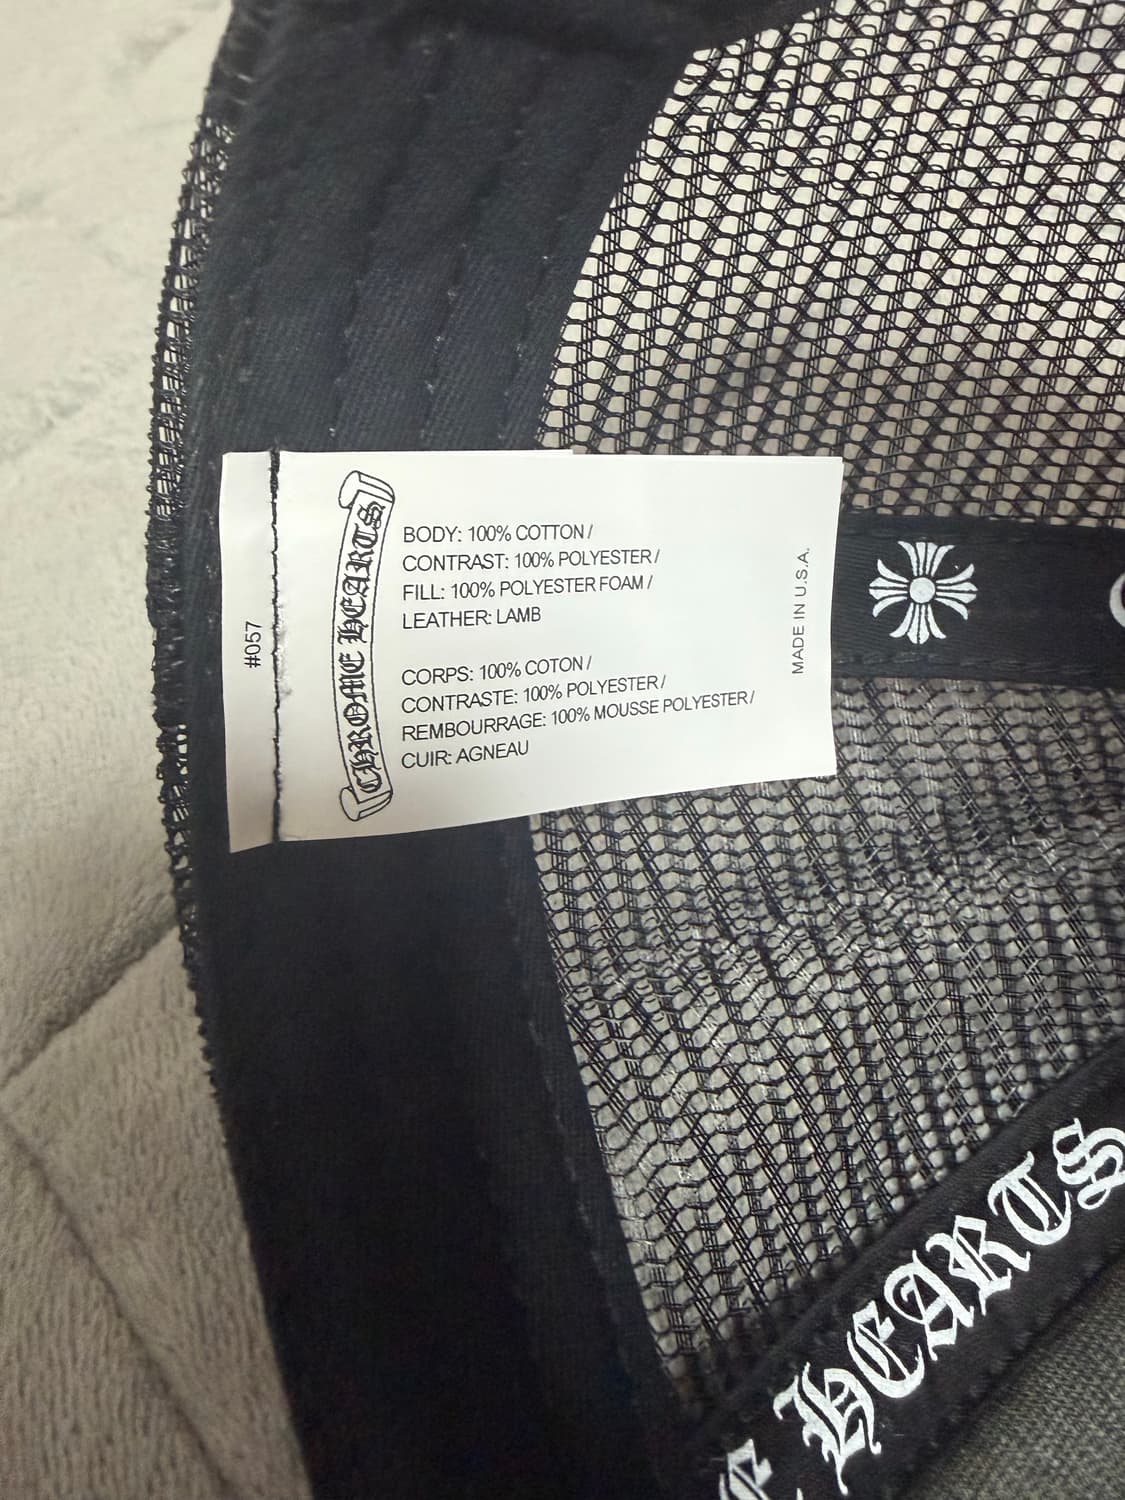 #057
CHROME HEARTS
BODY: 100% COTTON /
CONTRAST: 100% POLYESTER /
FILL: 100% POLYESTER FOAM /
LEATHER: LAMB
CORPS: 100% COTON /
CONTRASTE: 100% POLYESTER /
REMBOURRAGE: 100% MOUSSE POLYESTER /
CUIR: AGNEAU
MADE IN U.S.A.
E HEARTS